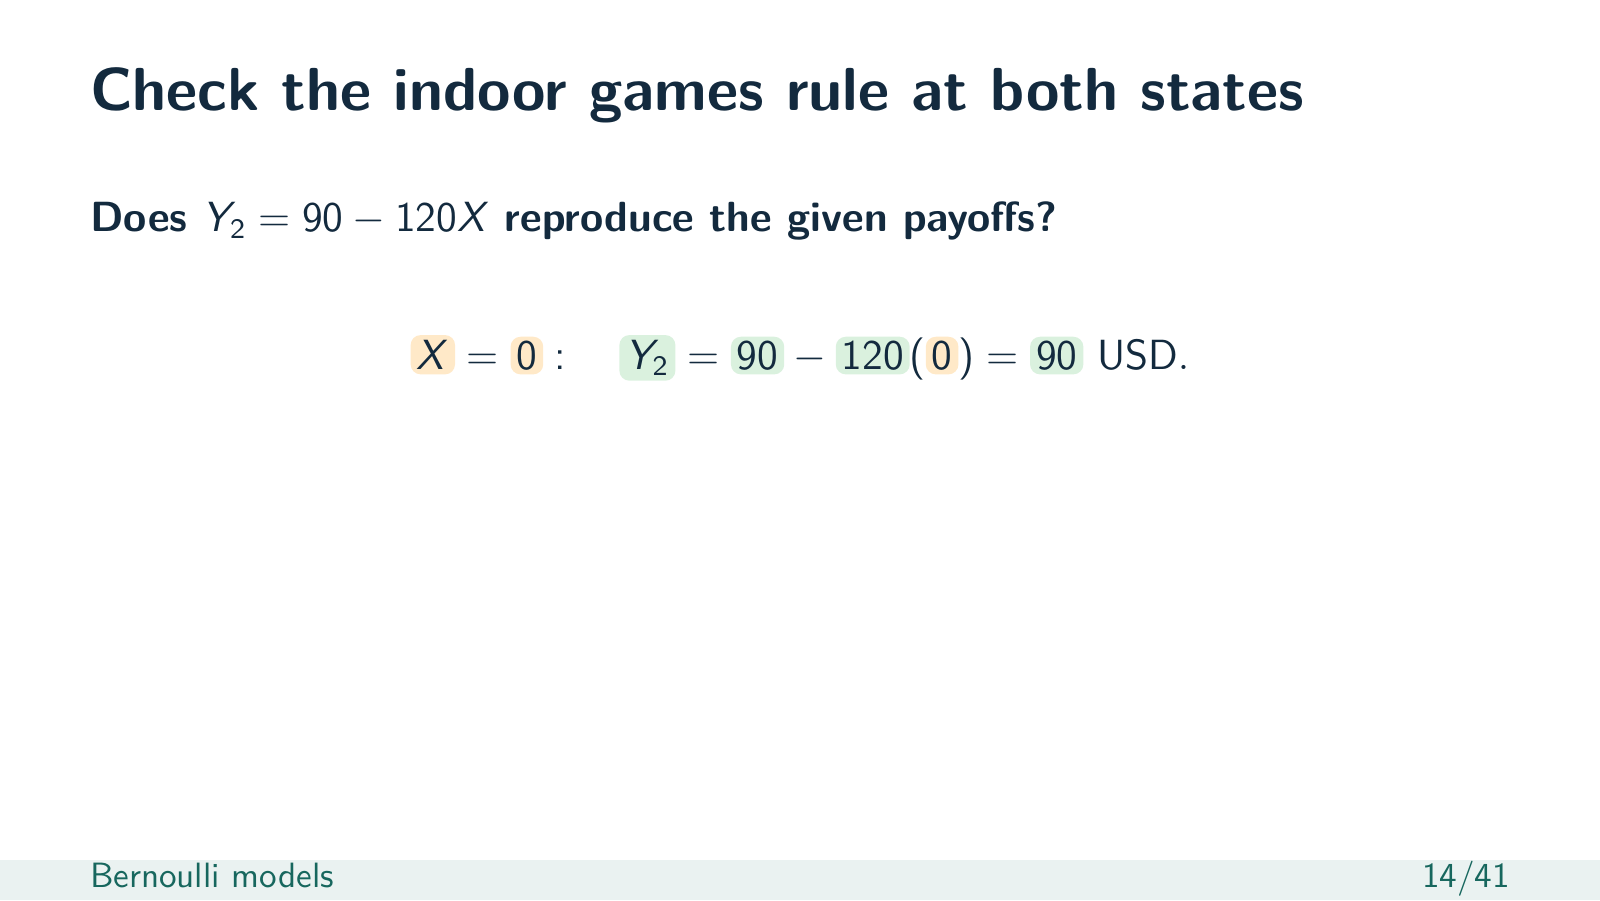 Check the indoor games rule at both states
Does Y₂ = 90 − 120X reproduce the given payoffs?
X = 0 : Y₂ = 90 − 120(0) = 90 USD.
Bernoulli models 14/41